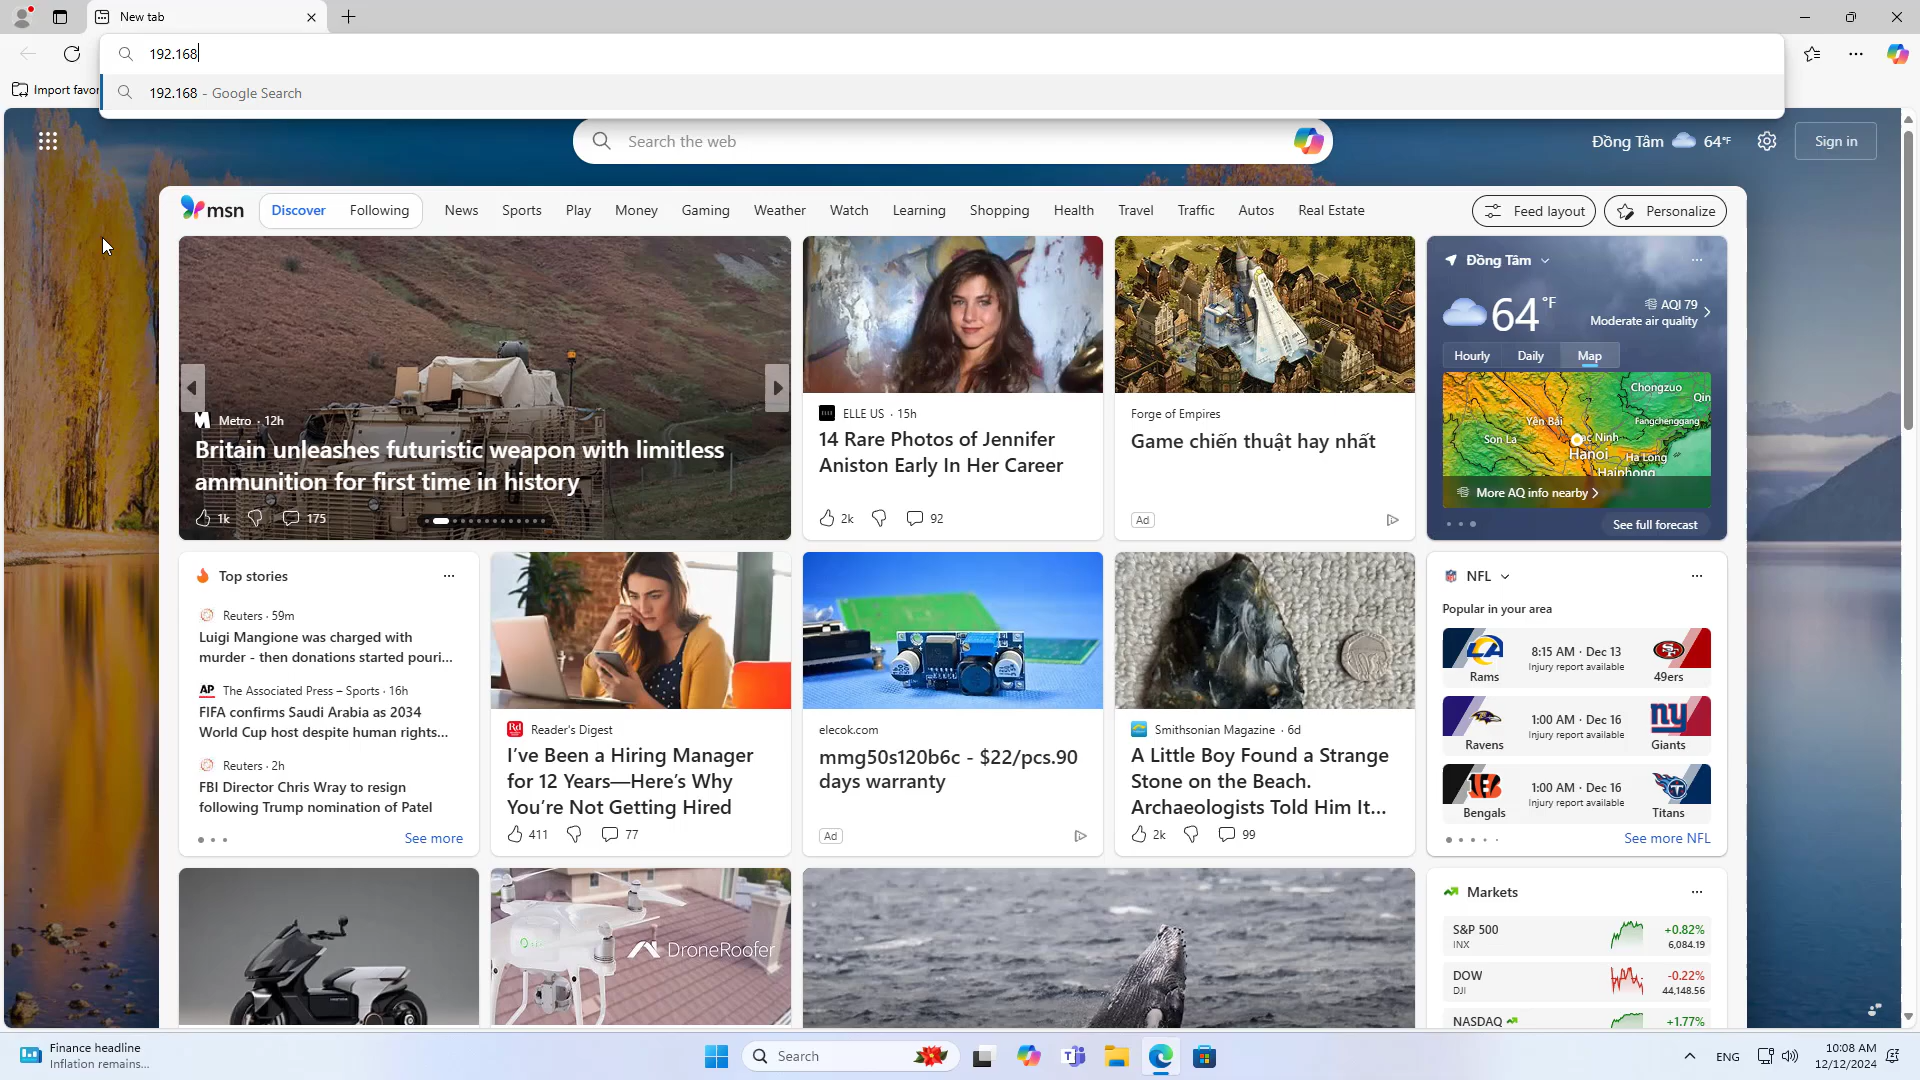 New tab
192.168
192.168 - Google Search
Import favor
Search the web
Đồng Tâm 64°F
Sign in
msn
Discover Following News Sports Play Money Gaming Weather Watch Learning Shopping Health Travel Traffic Autos Real Estate
Feed layout
Personalize
Metro · 12h
Britain unleashes futuristic weapon with limitless
ammunition for first time in history
1k 175
ELLE US · 15h
14 Rare Photos of Jennifer
Aniston Early In Her Career
2k 92
Forge of Empires
Game chiến thuật hay nhất
Ad
Đồng Tâm
64°F
AQI 79
Moderate air quality
Hourly Daily Map
Chongzuo
Qin
Yên Bái
Fangchenggang
Son La
ac Ninh
Hanoi
Ha Long
Haiphong
More AQ info nearby
See full forecast
Top stories
Reuters · 59m
Luigi Mangione was charged with
murder - then donations started pouri...
AP The Associated Press – Sports · 16h
FIFA confirms Saudi Arabia as 2034
World Cup host despite human rights...
Reuters · 2h
FBI Director Chris Wray to resign
following Trump nomination of Patel
See more
Rd Reader's Digest
I've Been a Hiring Manager
for 12 Years—Here's Why
You're Not Getting Hired
411 77
elecok.com
mmg50s120b6c - $22/pcs.90
days warranty
Ad
Smithsonian Magazine · 6d
A Little Boy Found a Strange
Stone on the Beach.
Archaeologists Told Him It...
2k 99
NFL
Popular in your area
8:15 AM · Dec 13
Injury report available
Rams 49ers
1:00 AM · Dec 16
Injury report available
Ravens Giants
1:00 AM · Dec 16
Injury report available
Bengals Titans
See more NFL
DroneRoofer
Markets
S&P 500 +0.82%
INX 6,084.19
DOW -0.22%
DJI 44,148.56
NASDAQ +1.77%
Finance headline
Inflation remains...
Search
ENG
10:08 AM
12/12/2024